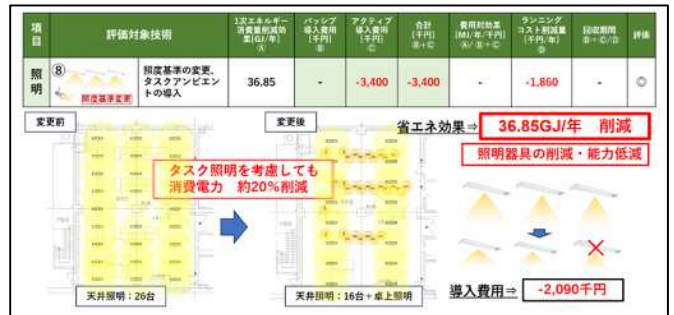 項目
評価対象技術
1次エネルギー消費量削減効果[GJ/年]Ⓐ
パッシブ導入費用[千円]Ⓑ
アクティブ導入費用[千円]Ⓒ
合計[千円]Ⓑ+Ⓒ
費用対効果[MJ/年/千円]Ⓐ/Ⓑ+Ⓒ
ランニングコスト削減量[千円/年]Ⓓ
回収期間Ⓑ+Ⓒ/Ⓓ
評価
照明
⑧
照度基準変更
照度基準の変更、
タスクアンビエントの導入
36.85
-
-3,400
-3,400
-
-1,860
-
◎
変更前
変更後
省エネ効果⇒
36.85GJ/年 削減
照明器具の削減・能力低減
タスク照明を考慮しても
消費電力 約20%削減
天井照明:26台
天井照明:16台+卓上照明
導入費用⇒
-2,090千円